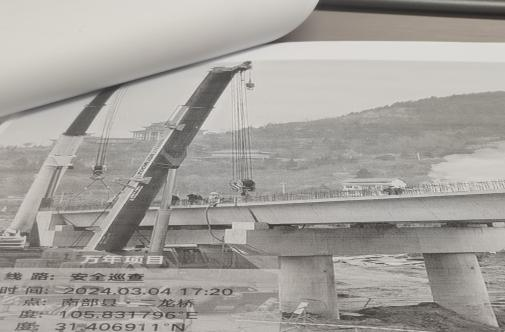 万年项目
线 路: 安全巡查
时 间: 2024.03.04 17:20
点: 南部县·二龙桥
度: 105.831796°E
度: 31.406911°N